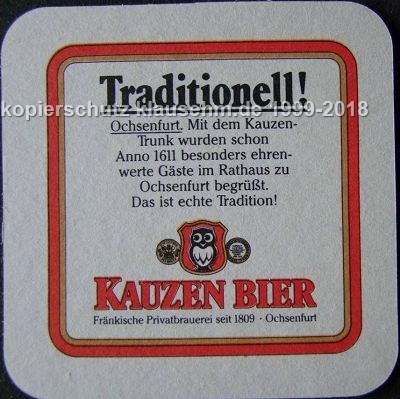 Traditionell!
kopierschutz klausenm.de 1999-2018
Ochsenfurt. Mit dem Kauzen-
Trunk wurden schon
Anno 1611 besonders ehren-
werte Gäste im Rathaus zu
Ochsenfurt begrüßt.
Das ist echte Tradition!
KAUZEN BIER
Fränkische Privatbrauerei seit 1809 · Ochsenfurt